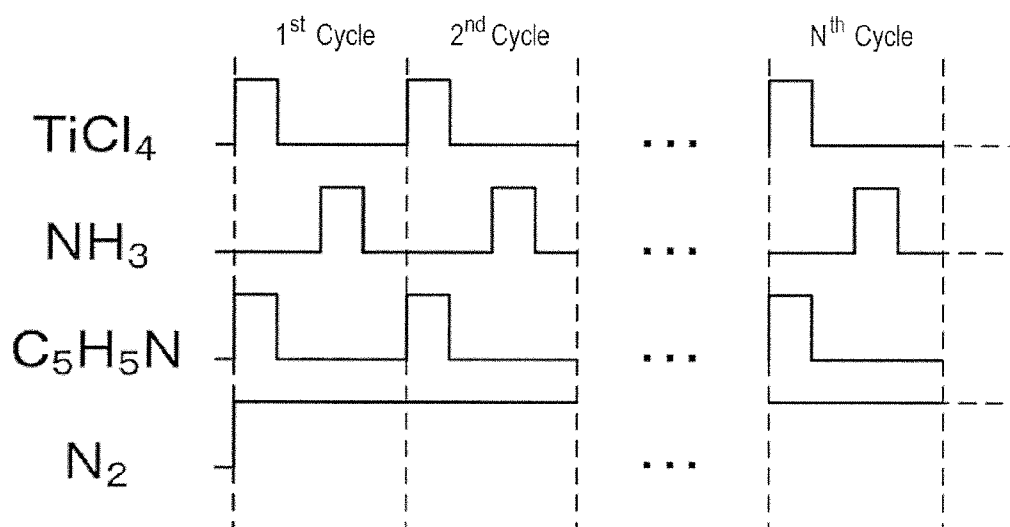 1st Cycle 2nd Cycle Nth Cycle
TiCl4 ...
NH3 ...
C5H5N ...
N2 ...